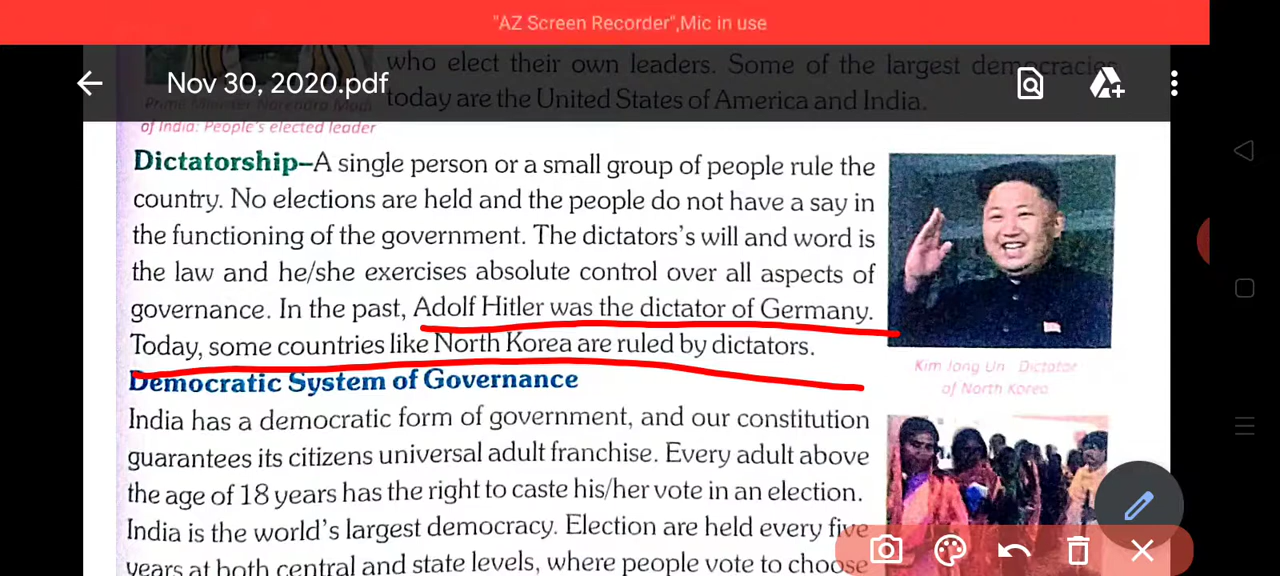 "AZ Screen Recorder",Mic in use
who elect their own leaders. Some of the largest democracies
Nov 30, 2020.pdf
today are the United States of America and India.
Prime Minister Narendra Modi
of India: People's elected leader
Dictatorship–A single person or a small group of people rule the
country. No elections are held and the people do not have a say in
the functioning of the government. The dictators's will and word is
the law and he/she exercises absolute control over all aspects of
governance. In the past, Adolf Hitler was the dictator of Germany.
Today, some countries like North Korea are ruled by dictators.
Kim Jong Un Dictator
of North Korea
Democratic System of Governance
India has a democratic form of government, and our constitution
guarantees its citizens universal adult franchise. Every adult above
the age of 18 years has the right to caste his/her vote in an election.
India is the world's largest democracy. Election are held every five
years at both central and state levels, where people vote to choose